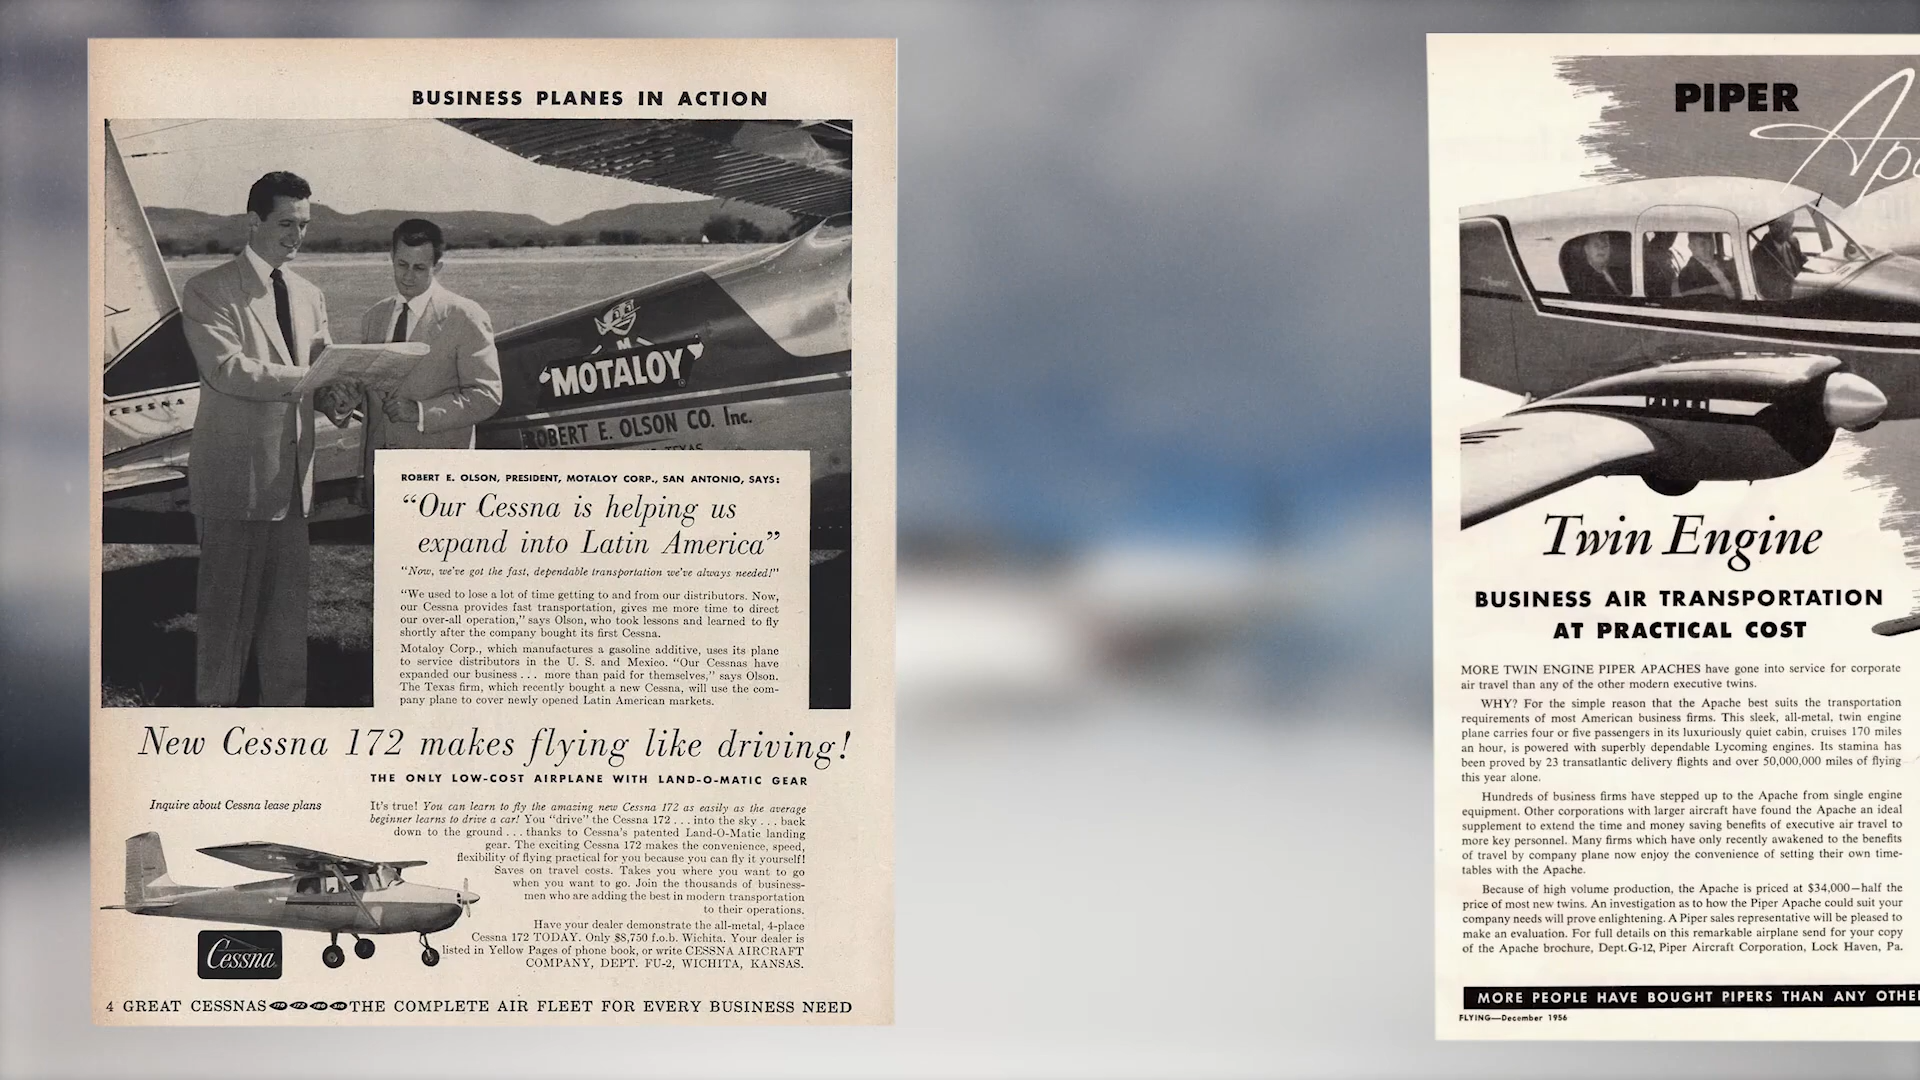 BUSINESS PLANES IN ACTION
CESSNA
M
"MOTALOY"
ROBERT E. OLSON CO. Inc.
TEXAS
ROBERT E. OLSON, PRESIDENT, MOTALOY CORP., SAN ANTONIO, SAYS:
“Our Cessna is helping us
expand into Latin America”
“Now, we’ve got the fast, dependable transportation we’ve always needed!”
“We used to lose a lot of time getting to and from our distributors. Now,
our Cessna provides fast transportation, gives me more time to direct
our over-all operation,” says Olson, who took lessons and learned to fly
shortly after the company bought its first Cessna.
Motaloy Corp., which manufactures a gasoline additive, uses its plane
to service distributors in the U. S. and Mexico. “Our Cessnas have
expanded our business . . . more than paid for themselves,” says Olson.
The Texas firm, which recently bought a new Cessna, will use the com-
pany plane to cover newly opened Latin American markets.
New Cessna 172 makes flying like driving!
THE ONLY LOW-COST AIRPLANE WITH LAND-O-MATIC GEAR
Inquire about Cessna lease plans
It’s true! You can learn to fly the amazing new Cessna 172 as easily as the average
beginner learns to drive a car! You “drive” the Cessna 172 . . . into the sky . . . back
down to the ground . . . thanks to Cessna’s patented Land-O-Matic landing
gear. The exciting Cessna 172 makes the convenience, speed,
flexibility of flying practical for you because you can fly it yourself!
Saves on travel costs. Takes you where you want to go
when you want to go. Join the thousands of business-
men who are adding the best in modern transportation
to their operations.
Have your dealer demonstrate the all-metal, 4-place
Cessna 172 TODAY. Only $8,750 f.o.b. Wichita. Your dealer is
listed in Yellow Pages of phone book, or write CESSNA AIRCRAFT
COMPANY, DEPT. FU-2, WICHITA, KANSAS.
Cessna
4 GREAT CESSNAS 170 172 180 310 THE COMPLETE AIR FLEET FOR EVERY BUSINESS NEED
PIPER
Apa
PIPER
Twin Engine
BUSINESS AIR TRANSPORTATION
AT PRACTICAL COST
MORE TWIN ENGINE PIPER APACHES have gone into service for corporate
air travel than any of the other modern executive twins.
WHY? For the simple reason that the Apache best suits the transportation
requirements of most American business firms. This sleek, all-metal, twin engine
plane carries four or five passengers in its luxuriously quiet cabin, cruises 170 miles
an hour, is powered with superbly dependable Lycoming engines. Its stamina has
been proved by 23 transatlantic delivery flights and over 50,000,000 miles of flying
this year alone.
Hundreds of business firms have stepped up to the Apache from single engine
equipment. Other corporations with larger aircraft have found the Apache an ideal
supplement to extend the time and money saving benefits of executive air travel to
more key personnel. Many firms which have only recently awakened to the benefits
of travel by company plane now enjoy the convenience of setting their own time-
tables with the Apache.
Because of high volume production, the Apache is priced at $34,000—half the
price of most new twins. An investigation as to how the Piper Apache could suit your
company needs will prove enlightening. A Piper sales representative will be pleased to
make an evaluation. For full details on this remarkable airplane send for your copy
of the Apache brochure, Dept. G-12, Piper Aircraft Corporation, Lock Haven, Pa.
MORE PEOPLE HAVE BOUGHT PIPERS THAN ANY OTHE
FLYING—December 1956